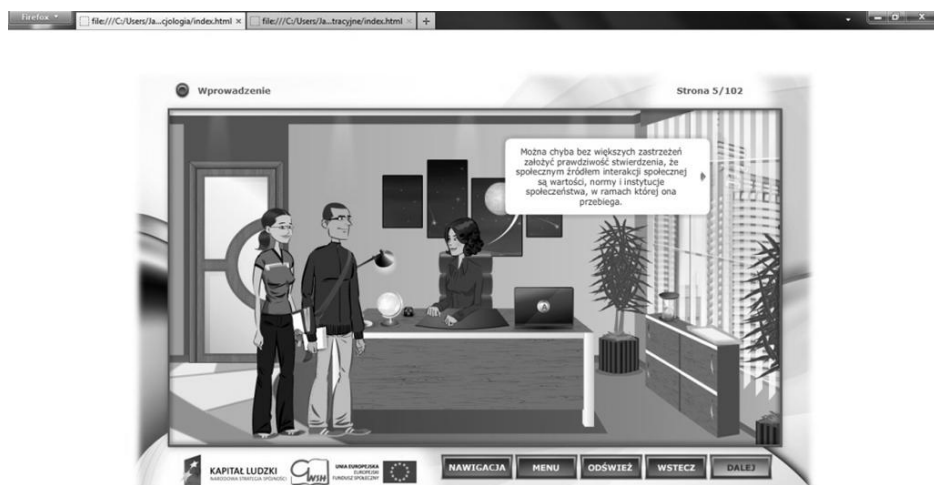 Firefox
file:///C:/Users/Ja...cjologia/index.html ×
file:///C:/Users/Ja...tracyjne/index.html ×
+
Wprowadzenie
Strona 5/102
Można chyba bez większych zastrzeżeń
założyć prawdziwość stwierdzenia, że
społecznym źródłem interakcji społecznej
są wartości, normy i instytucje
społeczeństwa, w ramach której ona
przebiega.
KAPITAŁ LUDZKI
NARODOWA STRATEGIA SPÓJNOŚCI
WSH
UNIA EUROPEJSKA
EUROPEJSKI
FUNDUSZ SPOŁECZNY
NAWIGACJA
MENU
ODŚWIEŻ
WSTECZ
DALEJ